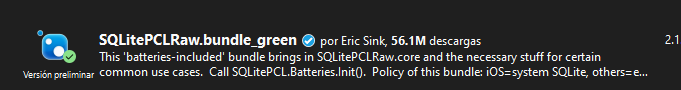 SQLitePCLRaw.bundle_green por Eric Sink, 56.1M descargas 2.1
This 'batteries-included' bundle brings in SQLitePCLRaw.core and the necessary stuff for certain
common use cases. Call SQLitePCL.Batteries.Init(). Policy of this bundle: iOS=system SQLite, others=e...
Versión preliminar